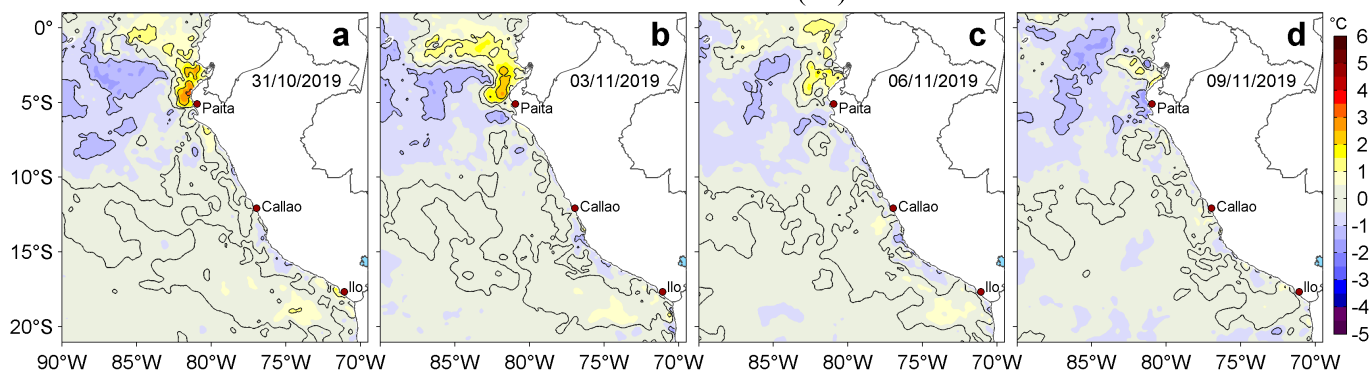 a
b
c
d
°C
31/10/2019
03/11/2019
06/11/2019
09/11/2019
0°
5°S
10°S
15°S
20°S
Paita
Paita
Paita
Paita
Callao
Callao
Callao
Callao
Ilo
Ilo
Ilo
Ilo
90°W 85°W 80°W 75°W 70°W
85°W 80°W 75°W 70°W
85°W 80°W 75°W 70°W
85°W 80°W 75°W 70°W
6
5
4
3
2
1
0
-1
-2
-3
-4
-5